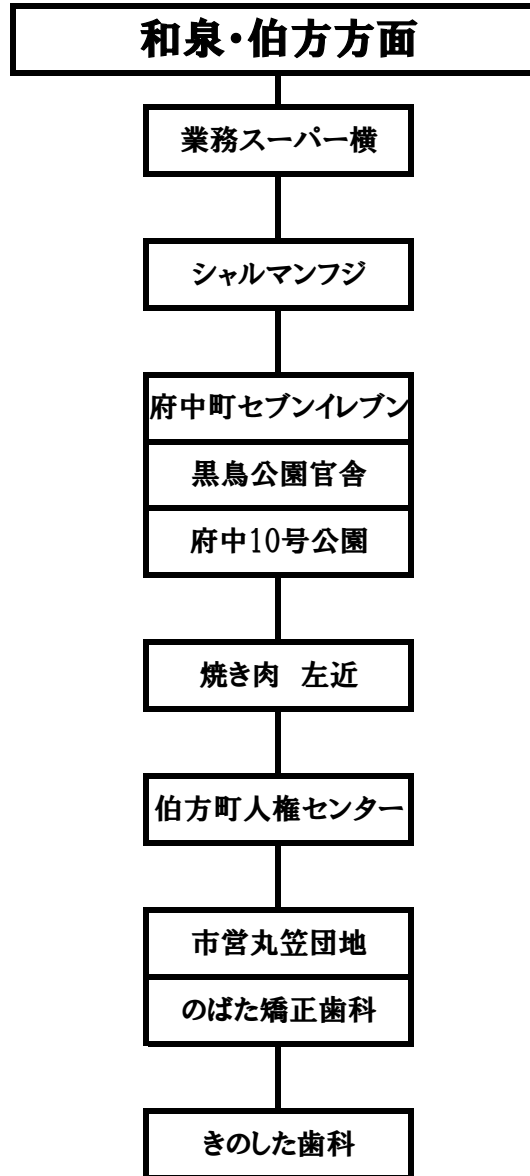 和泉・伯方方面
業務スーパー横
シャルマンフジ
府中町セブンイレブン
黒鳥公園官舎
府中10号公園
焼き肉　左近
伯方町人権センター
市営丸笠団地
のばた矯正歯科
きのした歯科